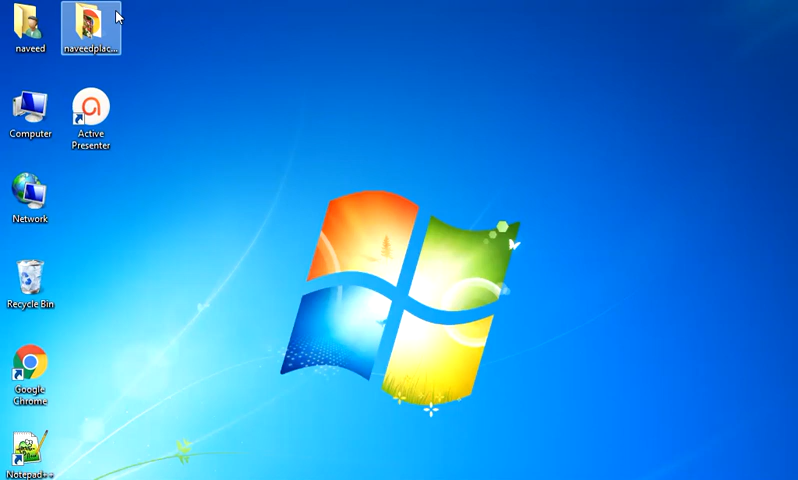 naveed
naveedplac...
Computer
Active
Presenter
Network
Recycle Bin
Google
Chrome
Notepad++